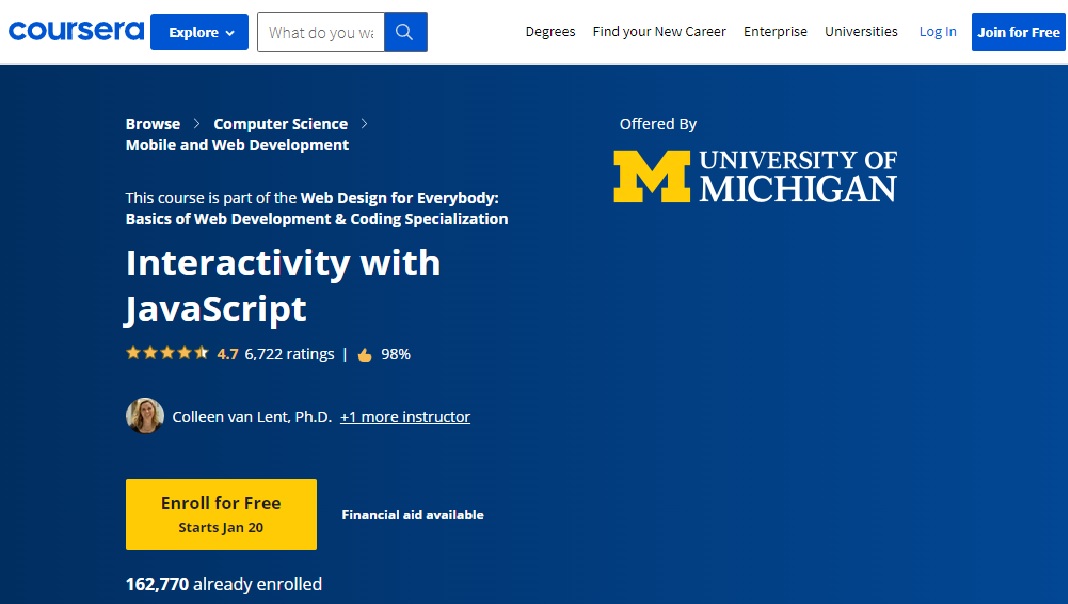 coursera Explore What do you wa Degrees Find your New Career Enterprise Universities Log In Join for Free
Browse > Computer Science >
Mobile and Web Development
Offered By
M UNIVERSITY OF
MICHIGAN
This course is part of the Web Design for Everybody:
Basics of Web Development & Coding Specialization
Interactivity with
JavaScript
4.7 6,722 ratings | 98%
Colleen van Lent, Ph.D. +1 more instructor
Enroll for Free
Starts Jan 20
Financial aid available
162,770 already enrolled